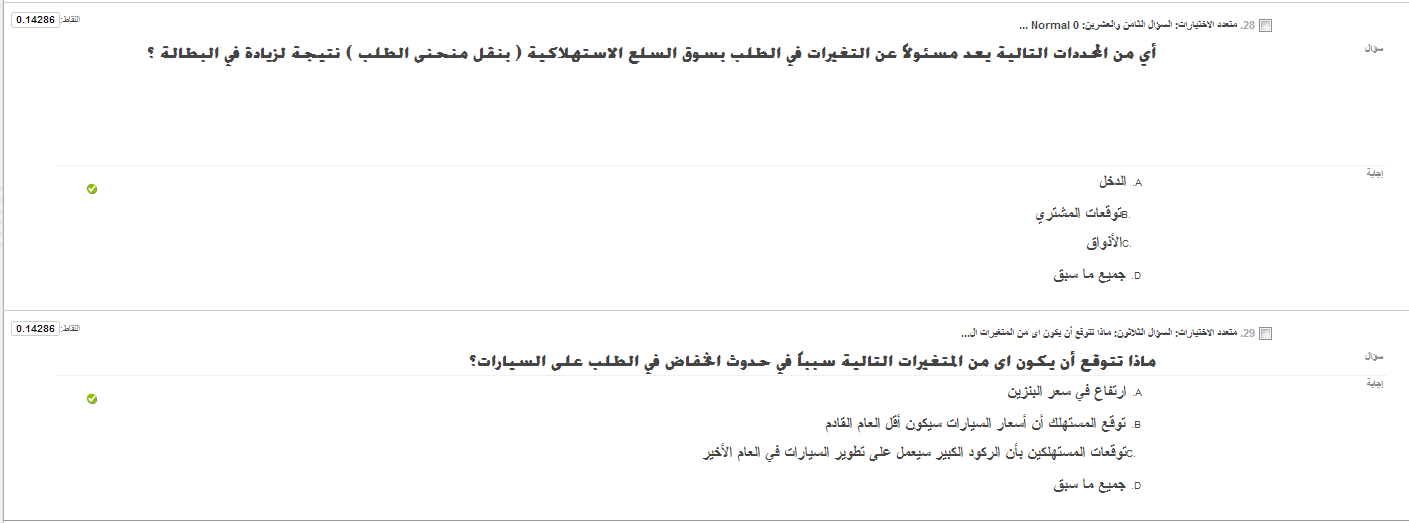 28. متعدد الاختيارات: السؤال الثامن والعشرين: Normal 0 ...
النقاط: 0.14286
سؤال
أي من المحددات التالية يعد مسئولاً عن التغيرات في الطلب بسوق السلع الاستهلاكية ( بنقل منحنى الطلب ) نتيجة لزيادة في البطالة ؟
إجابة
A. الدخل
B. توقعات المشتري
C. الأذواق
D. جميع ما سبق
29. متعدد الاختيارات: السؤال الثلاثون: ماذا تتوقع أن يكون اى من المتغيرات ال...
النقاط: 0.14286
سؤال
ماذا تتوقع أن يكون اى من المتغيرات التالية سبباً في حدوث انخفاض في الطلب على السيارات؟
إجابة
A. ارتفاع في سعر البنزين
B. توقع المستهلك أن أسعار السيارات سيكون أقل العام القادم
C. توقعات المستهلكين بأن الركود الكبير سيعمل على تطوير السيارات في العام الأخير
D. جميع ما سبق